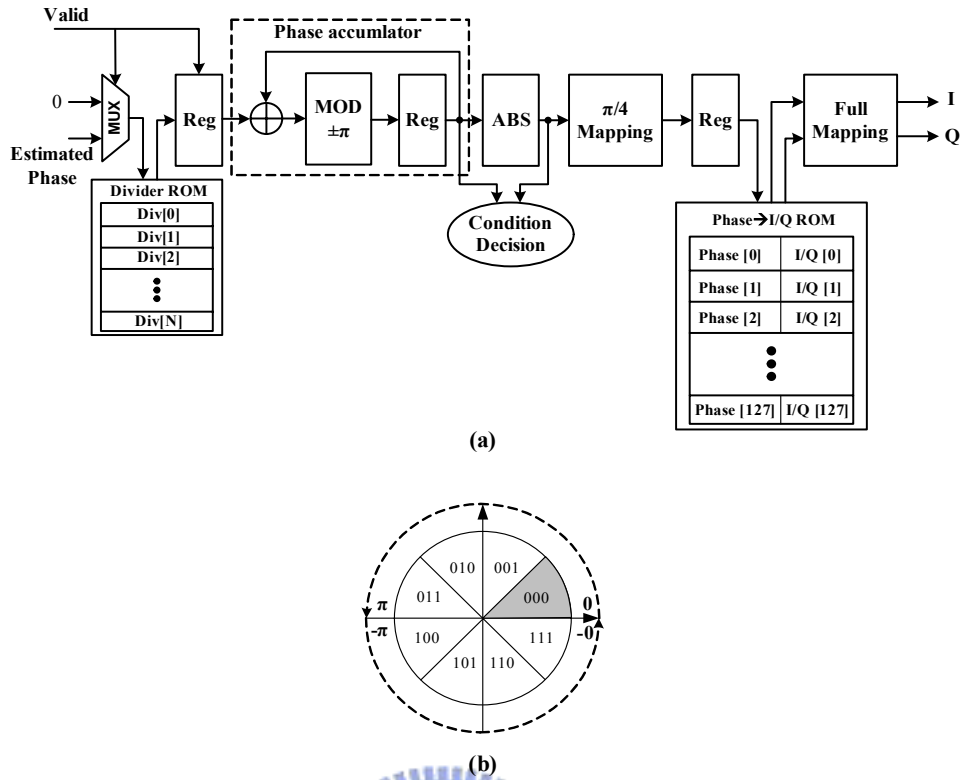 Valid
Phase accumlator
0
MUX
Estimated
Phase
Reg
MOD
±π
Reg
ABS
π/4
Mapping
Reg
Full
Mapping
I
Q
Divider ROM
Div[0]
Div[1]
Div[2]
Div[N]
Condition
Decision
Phase→I/Q ROM
Phase [0] I/Q [0]
Phase [1] I/Q [1]
Phase [2] I/Q [2]
Phase [127] I/Q [127]
(a)
010 001
011 000
π 0
-π -0
100 111
101 110
(b)